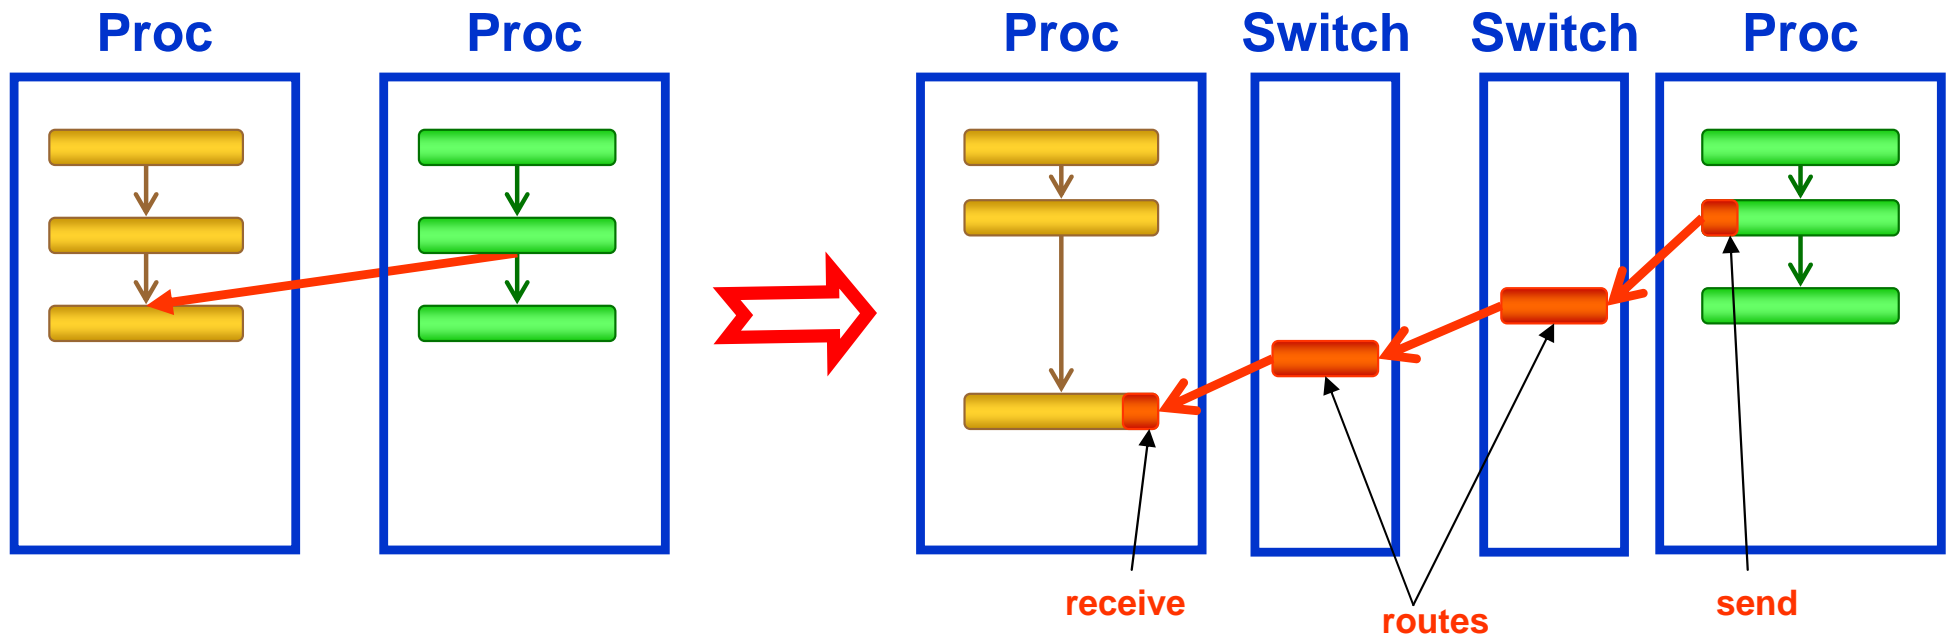 Proc
Proc
Proc
Switch
Switch
Proc
receive
routes
send